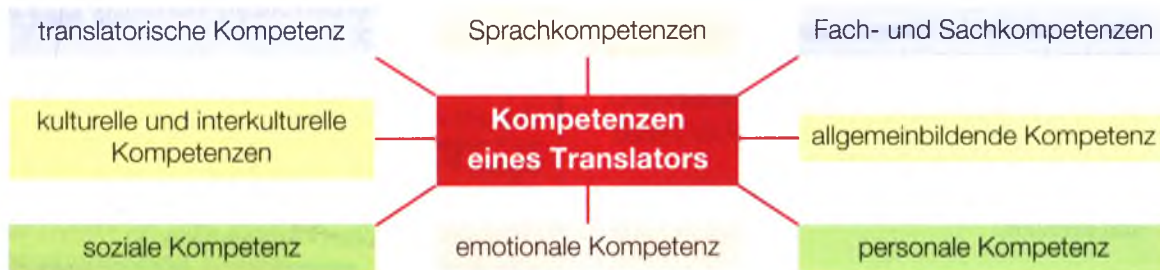 translatorische Kompetenz
Sprachkompetenzen
Fach- und Sachkompetenzen
kulturelle und interkulturelle
Kompetenzen
Kompetenzen
eines Translators
allgemeinbildende Kompetenz
soziale Kompetenz
emotionale Kompetenz
personale Kompetenz